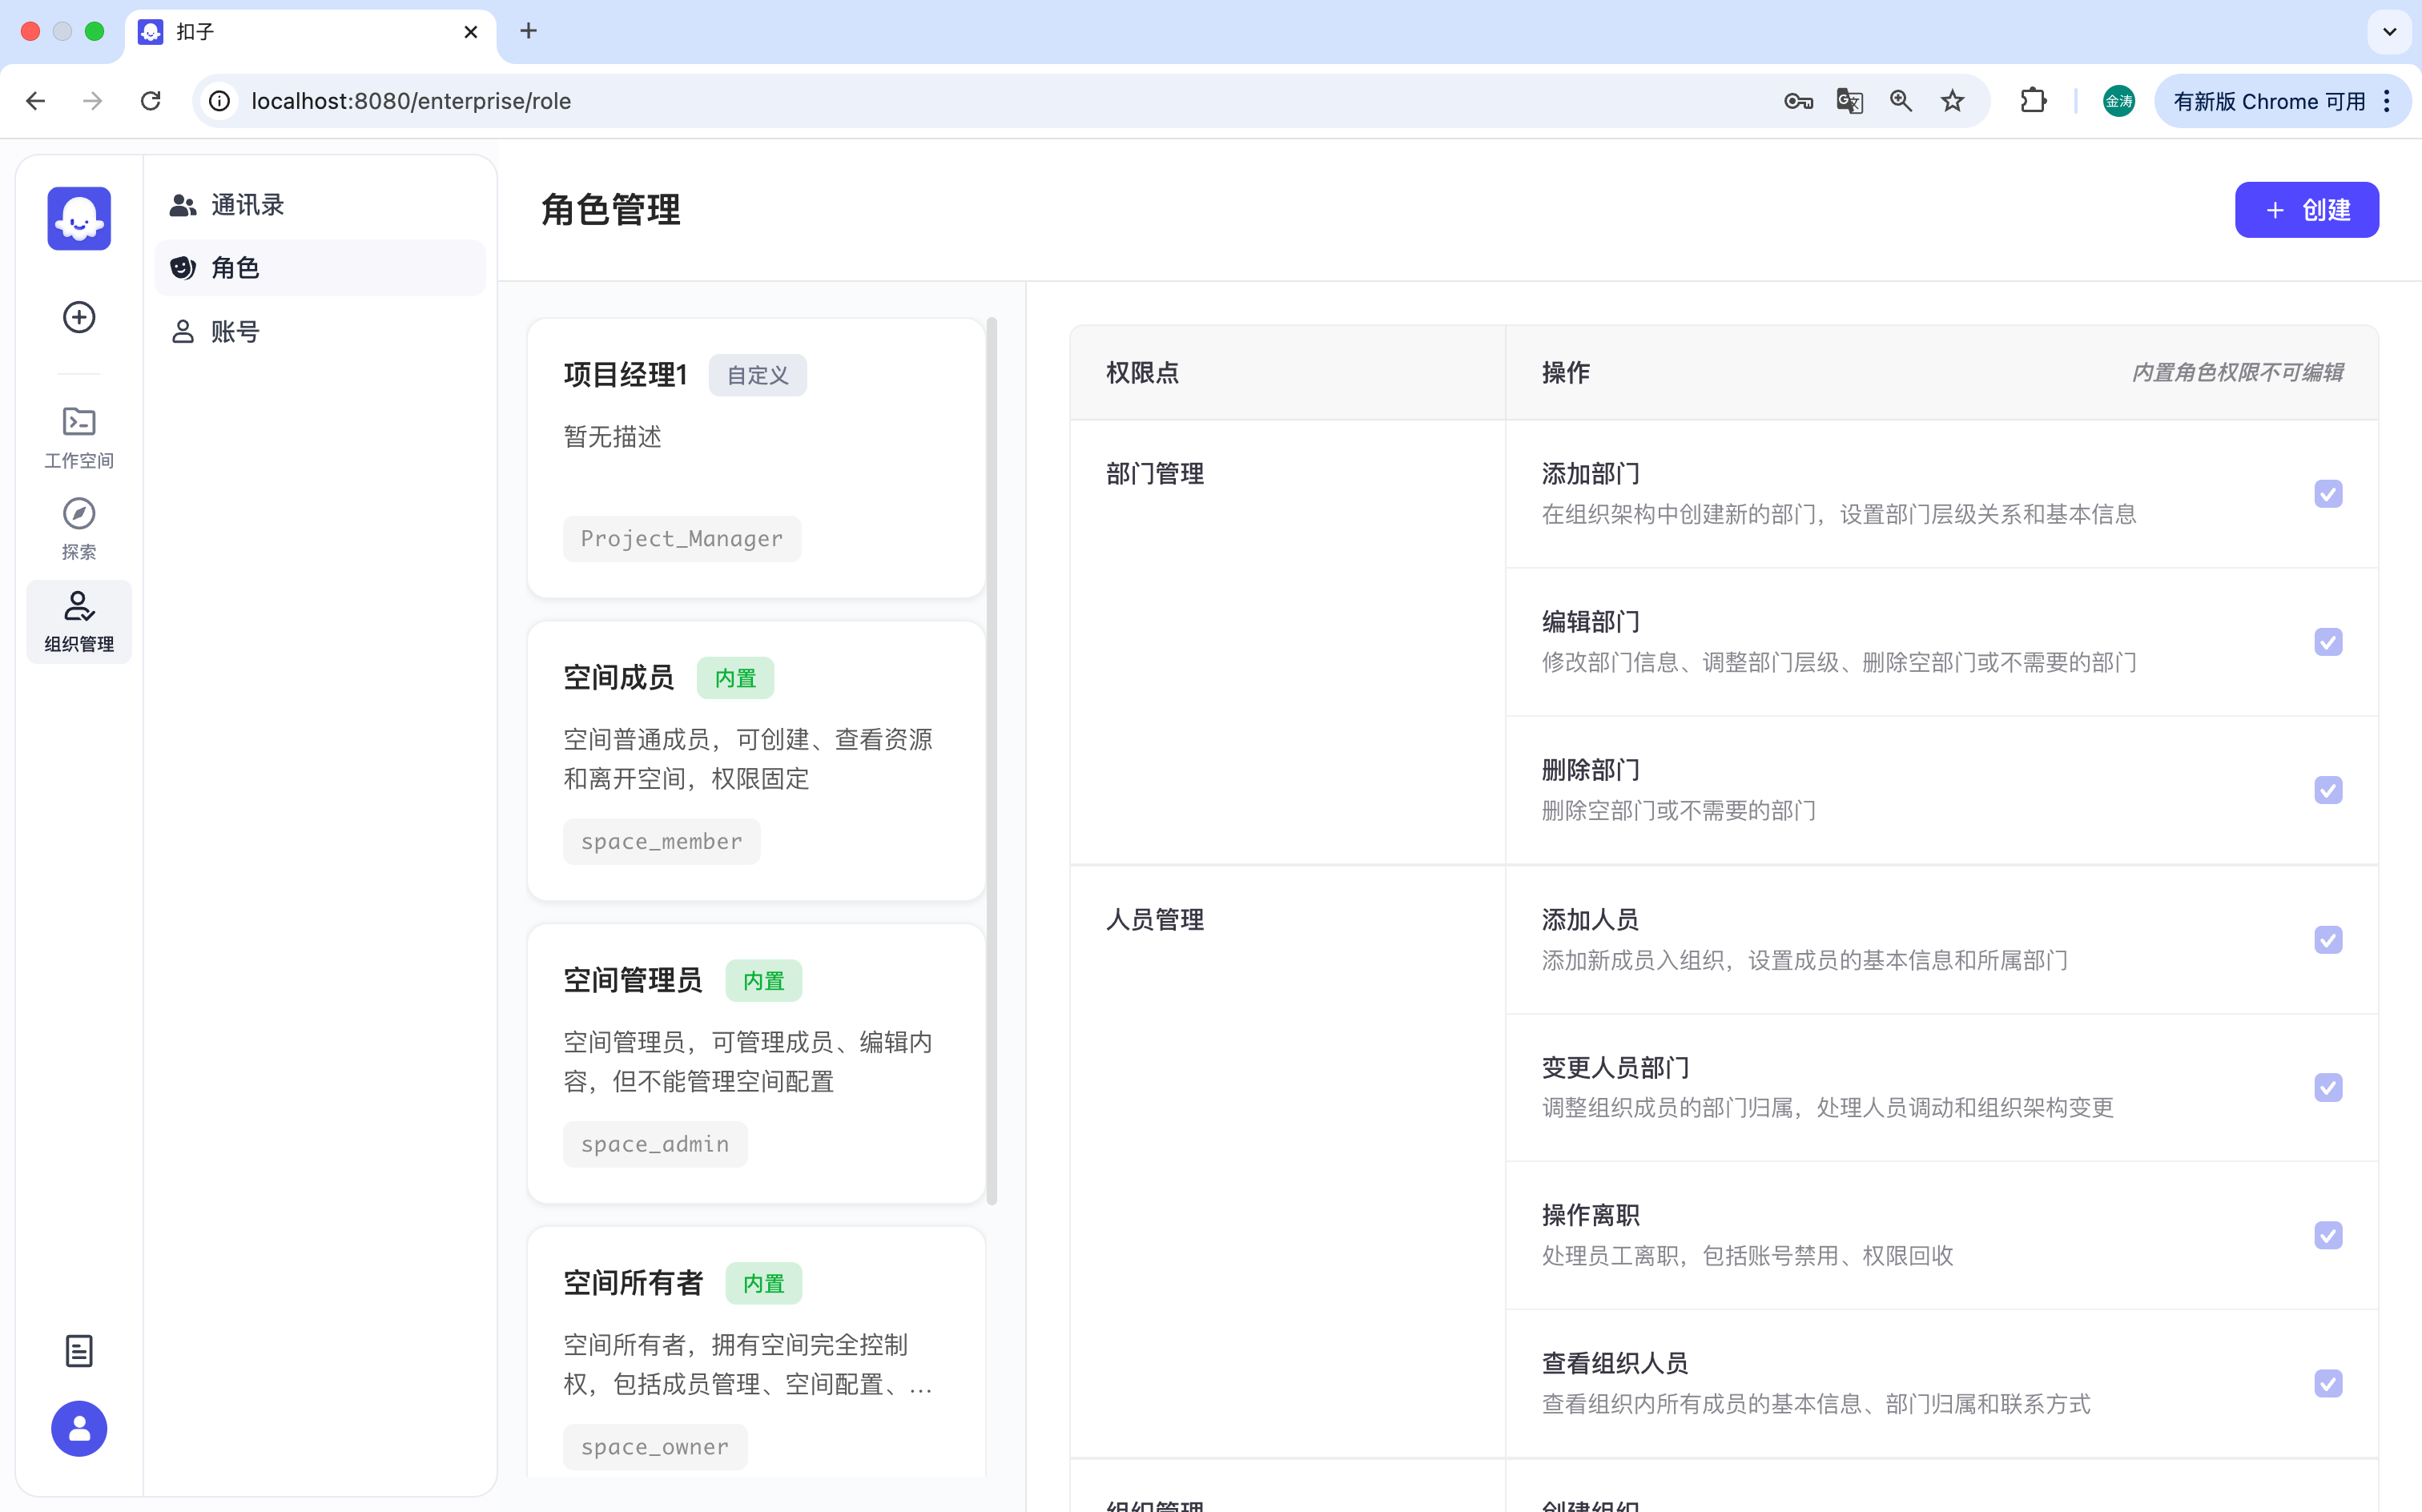 扣子
localhost:8080/enterprise/role
金涛
有新版 Chrome 可用
工作空间
探索
组织管理
通讯录
角色
账号
角色管理
创建
项目经理1
自定义
暂无描述
Project_Manager
空间成员
内置
空间普通成员，可创建、查看资源
和离开空间，权限固定
space_member
空间管理员
内置
空间管理员，可管理成员、编辑内
容，但不能管理空间配置
space_admin
空间所有者
内置
空间所有者，拥有空间完全控制
权，包括成员管理、空间配置、...
space_owner
权限点
操作
内置角色权限不可编辑
部门管理
添加部门
在组织架构中创建新的部门，设置部门层级关系和基本信息
编辑部门
修改部门信息、调整部门层级、删除空部门或不需要的部门
删除部门
删除空部门或不需要的部门
人员管理
添加人员
添加新成员入组织，设置成员的基本信息和所属部门
变更人员部门
调整组织成员的部门归属，处理人员调动和组织架构变更
操作离职
处理员工离职，包括账号禁用、权限回收
查看组织人员
查看组织内所有成员的基本信息、部门归属和联系方式
组织管理
创建组织